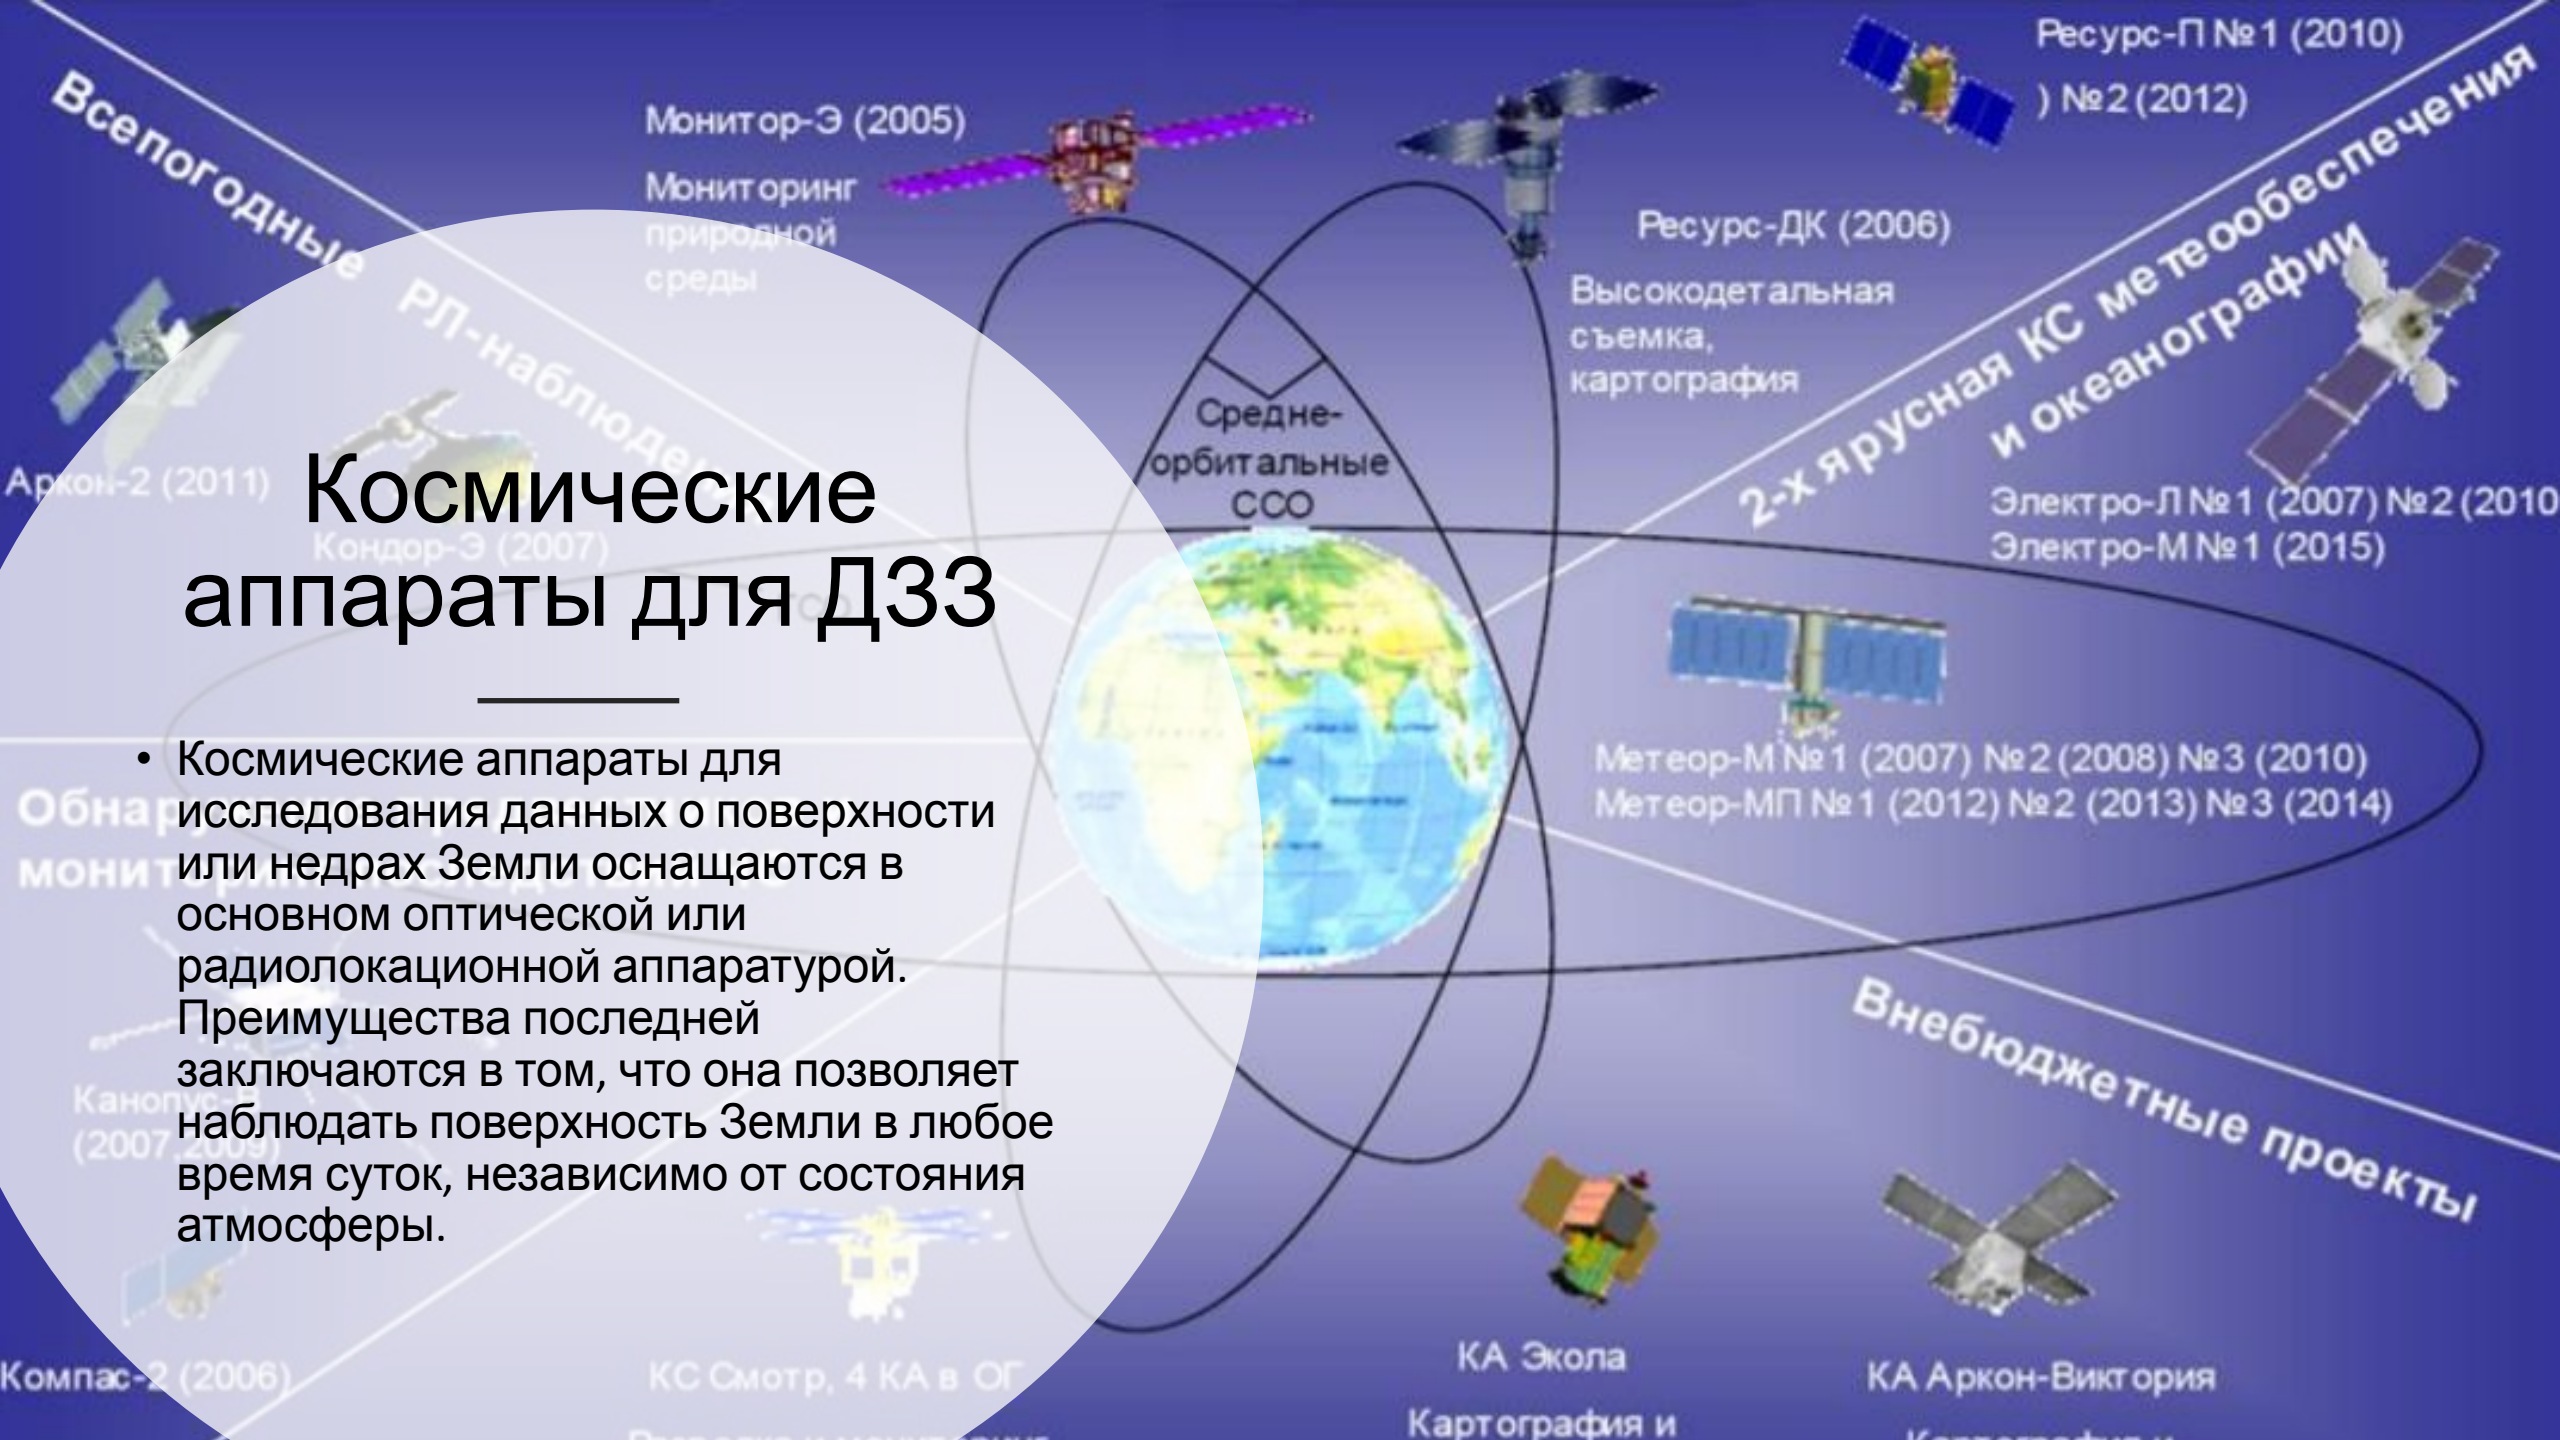 Космические
аппараты для ДЗЗ
• Космические аппараты для
исследования данных о поверхности
или недрах Земли оснащаются в
основном оптической или
радиолокационной аппаратурой.
Преимущества последней
заключаются в том, что она позволяет
наблюдать поверхность Земли в любое
время суток, независимо от состояния
атмосферы.
Всепогодные РЛ-наблюдения
Аркон-2 (2011)
Кондор-Э (2007)
Монитор-Э (2005)
Мониторинг
природной
среды
Ресурс-П №1 (2010)
) №2 (2012)
Ресурс-ДК (2006)
Высокодетальная
съемка,
картография
Средне-
орбитальные
ССО
2-х ярусная КС метеообеспечения
и океанографии
Электро-Л №1 (2007) №2 (2010
Электро-М №1 (2015)
Метеор-М №1 (2007) №2 (2008) №3 (2010)
Метеор-МП №1 (2012) №2 (2013) №3 (2014)
Канопус-В
(2007,2009)
Компас-2 (2006)
КС Смотр, 4 КА в ОГ
Внебюджетные проекты
КА Экола
Картография и
КА Аркон-Виктория
Картография и